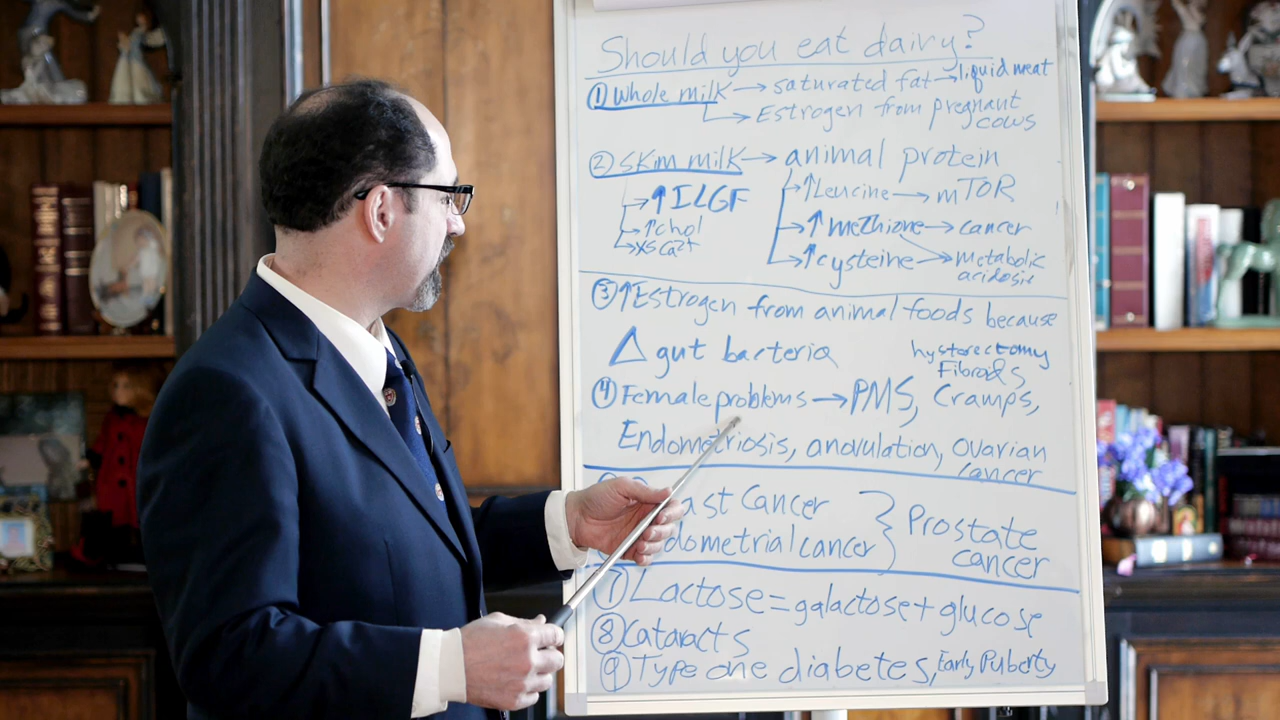 Should you eat dairy?
① Whole milk → saturated fat → liquid meat
→ Estrogen from pregnant
cows
② Skim milk → animal protein
→ ↑ILGF
→ ↑chol
→ XS Ca2+
→ ↑Leucine → mTOR
→ ↑Methione → cancer
→ ↑cysteine → metabolic
acidosis
③ ↑Estrogen from animal foods because
△ gut bacteria
hysterectomy
Fibroids
④ Female problems → PMS, Cramps,
Endometriosis, anovulation, ovarian
cancer
ast Cancer
dometrial cancer } Prostate
cancer
⑦ Lactose = galactose + glucose
⑧ Cataracts
⑨ Type one diabetes, Early Puberty